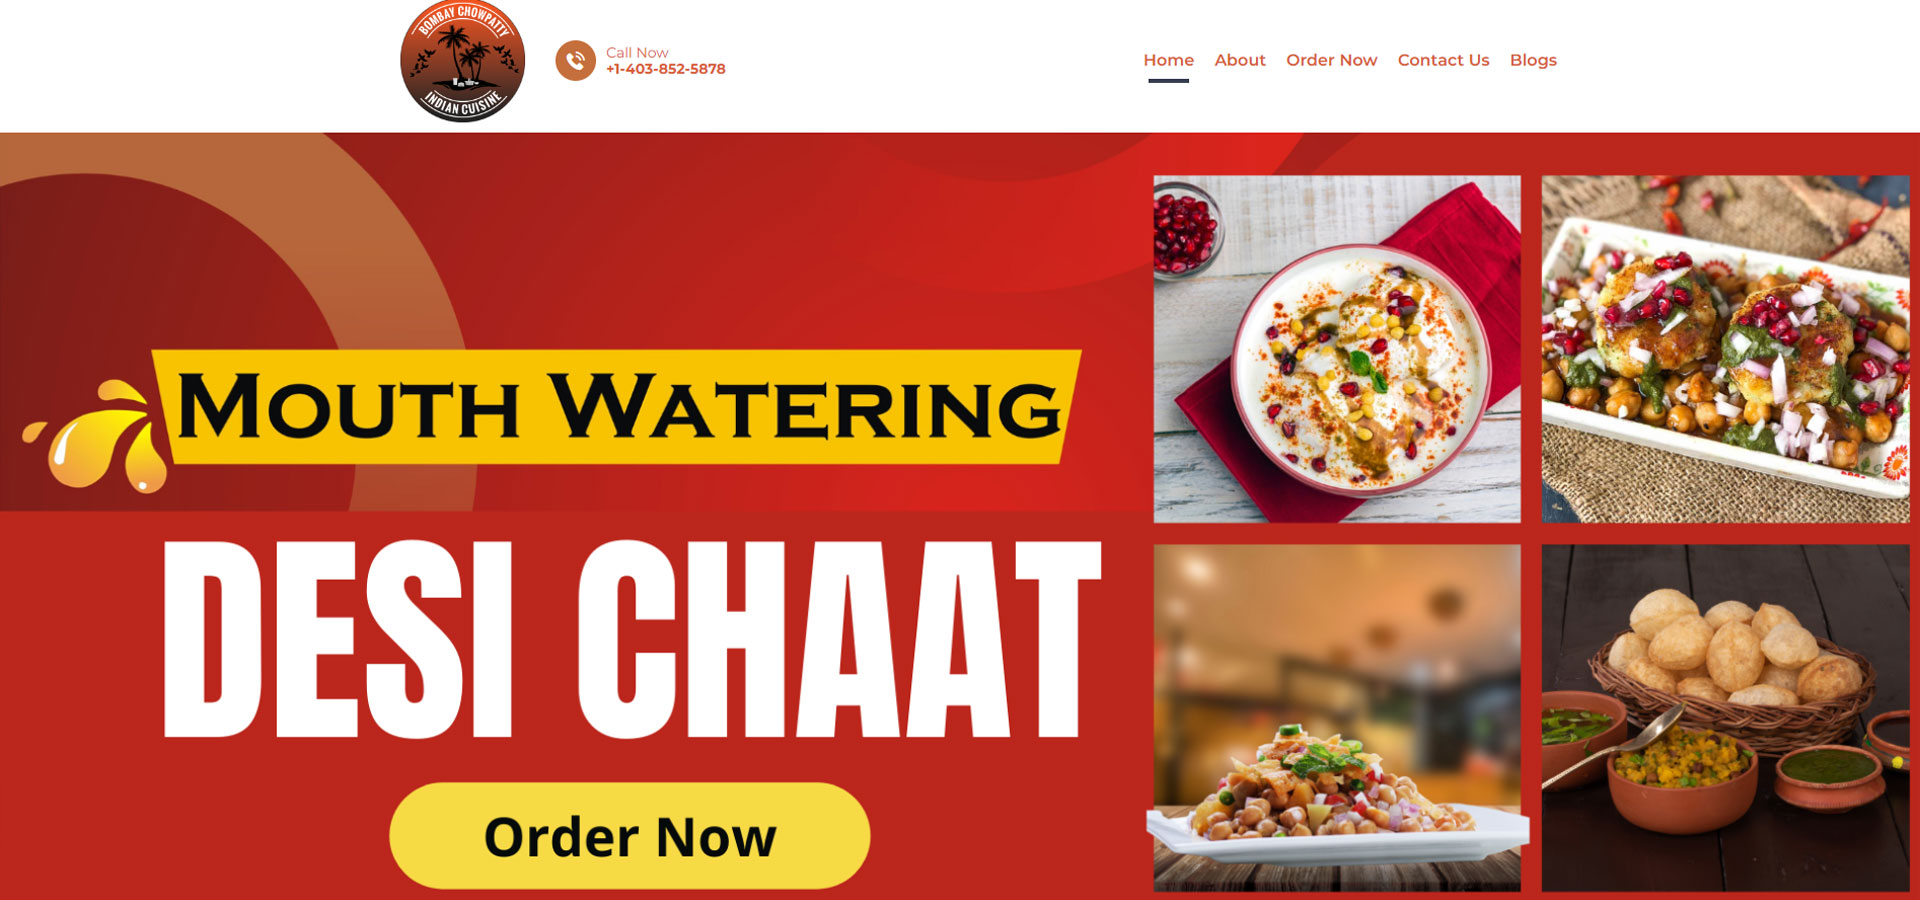 BOMBAY CHOWPATTY
INDIAN CUISINE
Call Now
+1-403-852-5878
Home About Order Now Contact Us Blogs
MOUTH WATERING
DESI CHAAT
Order Now